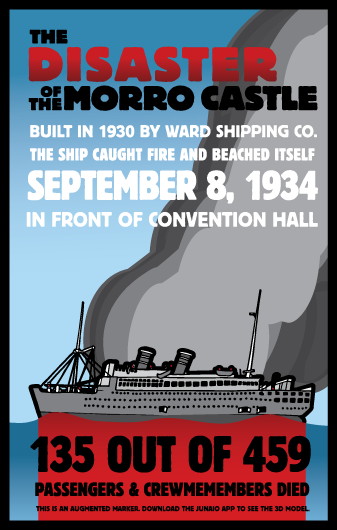 THE
DISASTER
OF THE MORRO CASTLE
BUILT IN 1930 BY WARD SHIPPING CO.
THE SHIP CAUGHT FIRE AND BEACHED ITSELF
SEPTEMBER 8, 1934
IN FRONT OF CONVENTION HALL
135 OUT OF 459
PASSENGERS & CREWMEMEMBERS DIED
THIS IS AN AUGMENTED MARKER. DOWNLOAD THE JUNAIO APP TO SEE THE 3D MODEL.